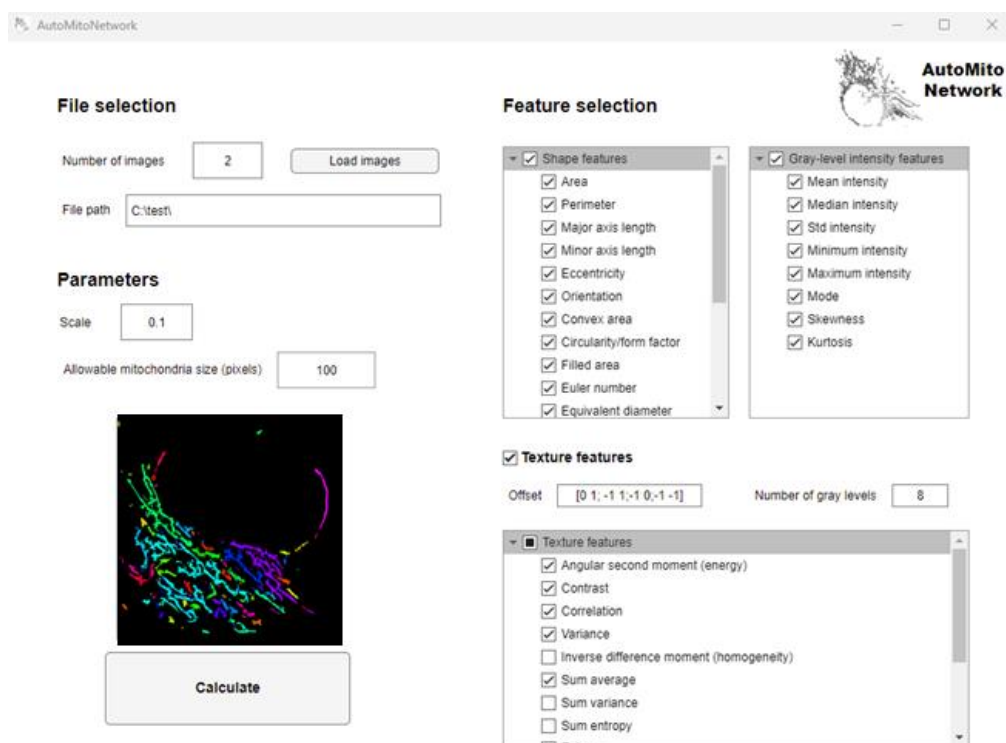 AutoMitoNetwork
AutoMito
Network
File selection
Number of images 2 Load images
File path C:\test\
Parameters
Scale 0.1
Allowable mitochondria size (pixels) 100
Calculate
Feature selection
Shape features
Area
Perimeter
Major axis length
Minor axis length
Eccentricity
Orientation
Convex area
Circularity/form factor
Filled area
Euler number
Equivalent diameter
Gray-level intensity features
Mean intensity
Median intensity
Std intensity
Minimum intensity
Maximum intensity
Mode
Skewness
Kurtosis
Texture features
Offset [0 1; -1 1;-1 0;-1 -1] Number of gray levels 8
Texture features
Angular second moment (energy)
Contrast
Correlation
Variance
Inverse difference moment (homogeneity)
Sum average
Sum variance
Sum entropy